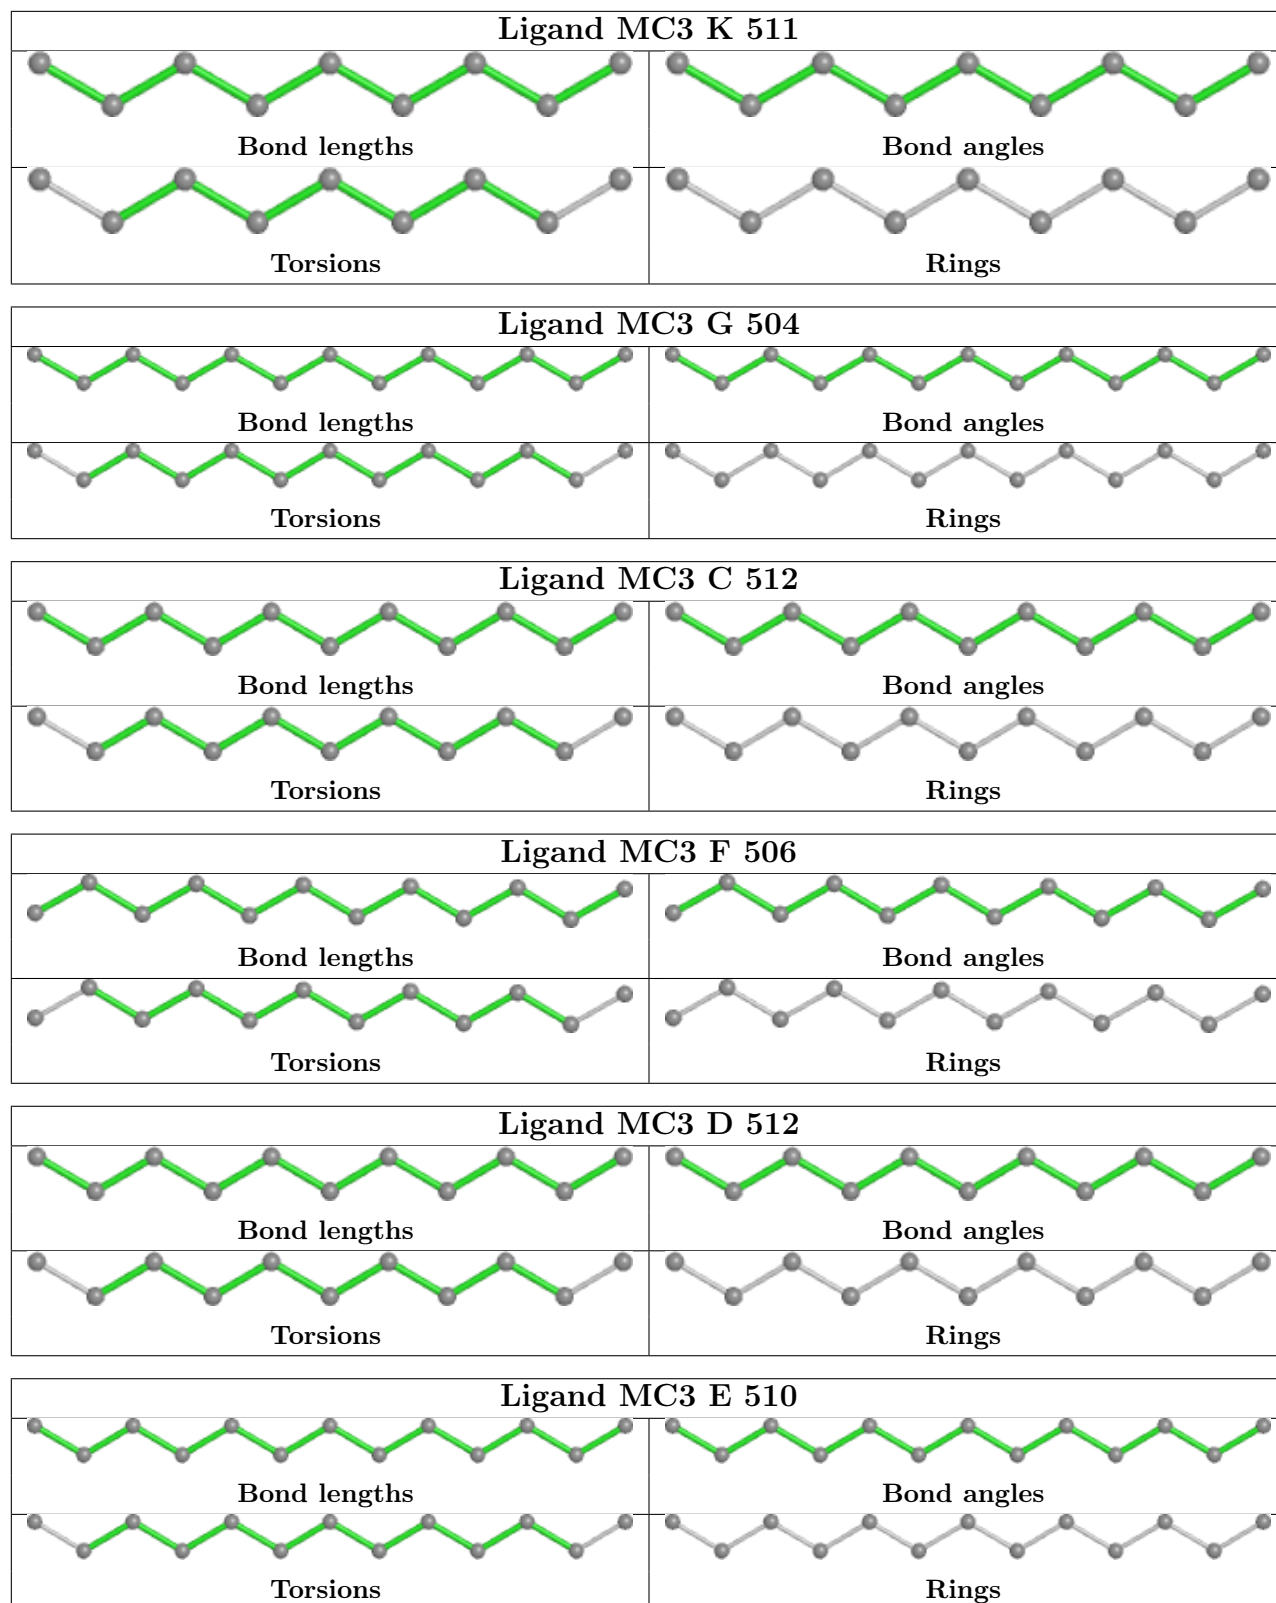 Ligand MC3 K 511
Bond lengths
Bond angles
Torsions
Rings
Ligand MC3 G 504
Bond lengths
Bond angles
Torsions
Rings
Ligand MC3 C 512
Bond lengths
Bond angles
Torsions
Rings
Ligand MC3 F 506
Bond lengths
Bond angles
Torsions
Rings
Ligand MC3 D 512
Bond lengths
Bond angles
Torsions
Rings
Ligand MC3 E 510
Bond lengths
Bond angles
Torsions
Rings